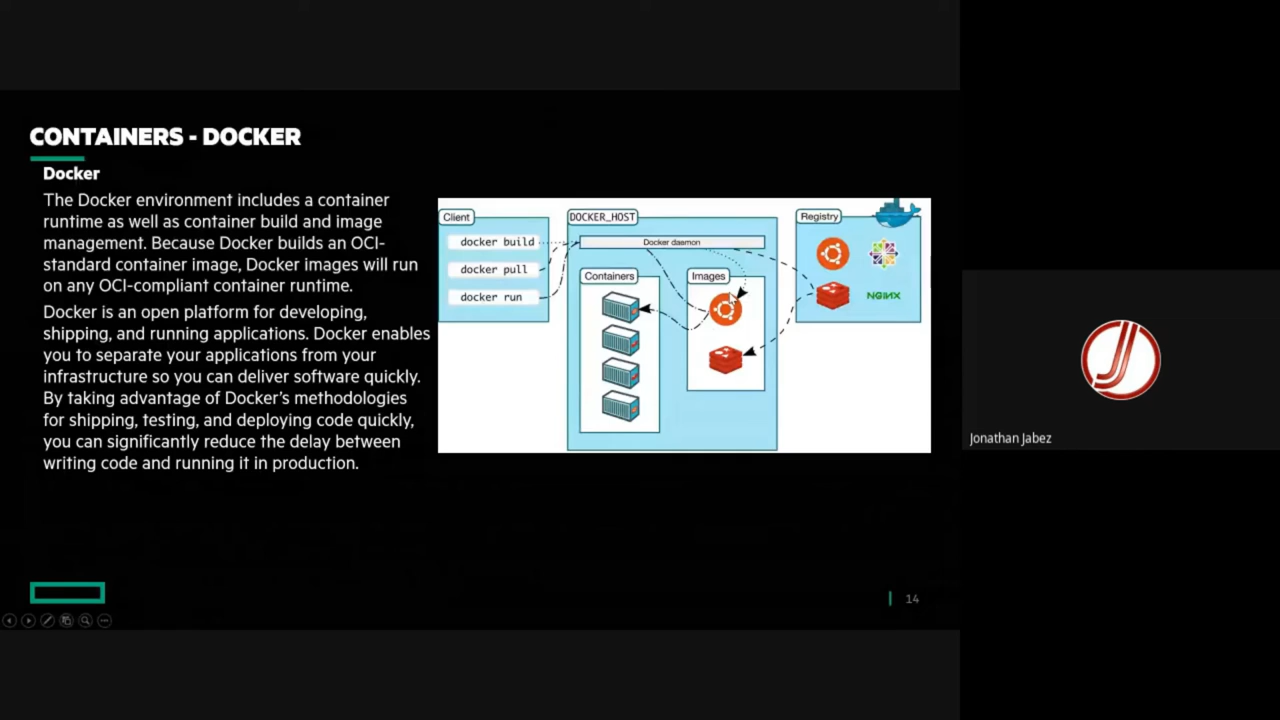 CONTAINERS - DOCKER
Docker
The Docker environment includes a container
runtime as well as container build and image
management. Because Docker builds an OCI-
standard container image, Docker images will run
on any OCI-compliant container runtime.
Docker is an open platform for developing,
shipping, and running applications. Docker enables
you to separate your applications from your
infrastructure so you can deliver software quickly.
By taking advantage of Docker's methodologies
for shipping, testing, and deploying code quickly,
you can significantly reduce the delay between
writing code and running it in production.
Client
docker build
docker pull
docker run
DOCKER_HOST
Docker daemon
Containers
Images
Registry
NGINX
14
Jonathan Jabez